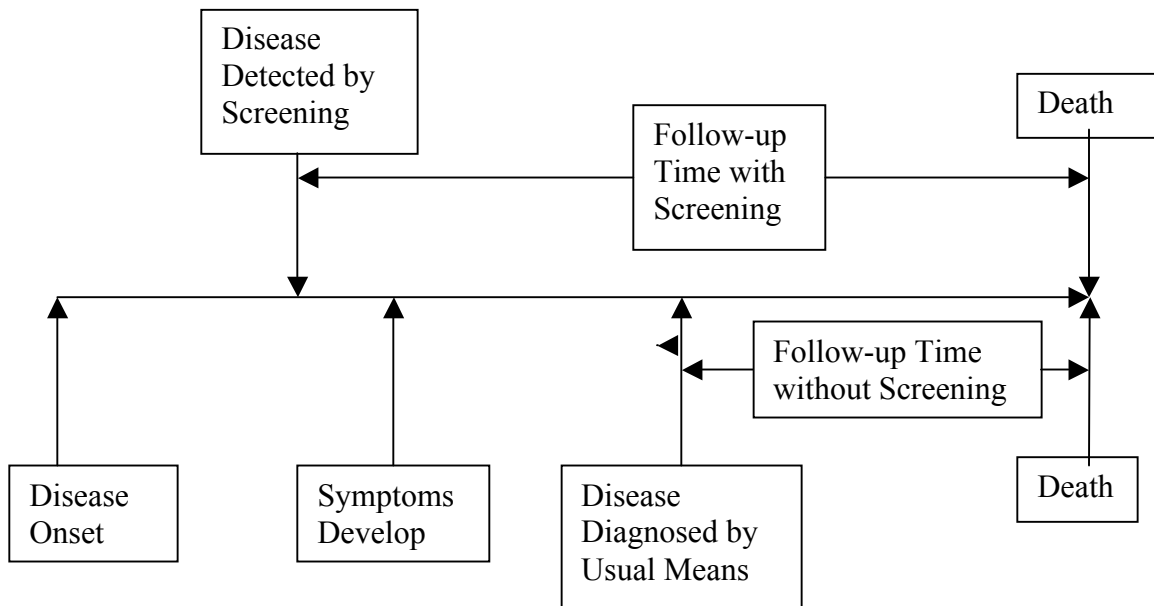 Disease
Detected by
Screening
Death
Follow-up
Time with
Screening
Follow-up Time
without Screening
Disease
Onset
Symptoms
Develop
Disease
Diagnosed by
Usual Means
Death